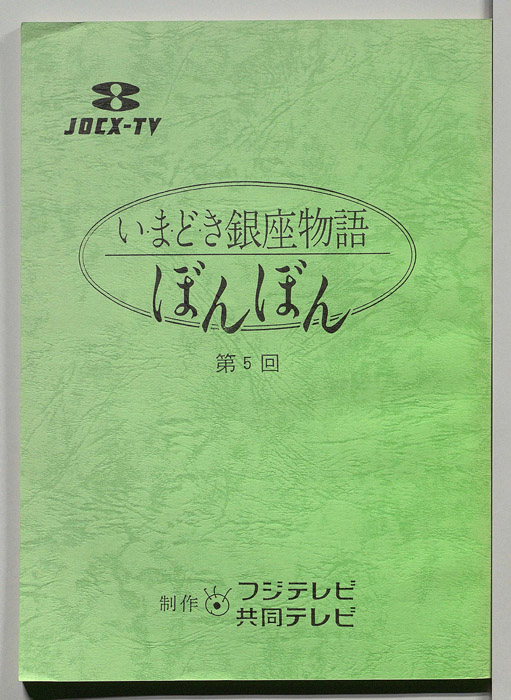 JOCX-TV
い・ま・ど・き銀座物語
ぼんぼん
第5回
制作 フジテレビ
共同テレビ